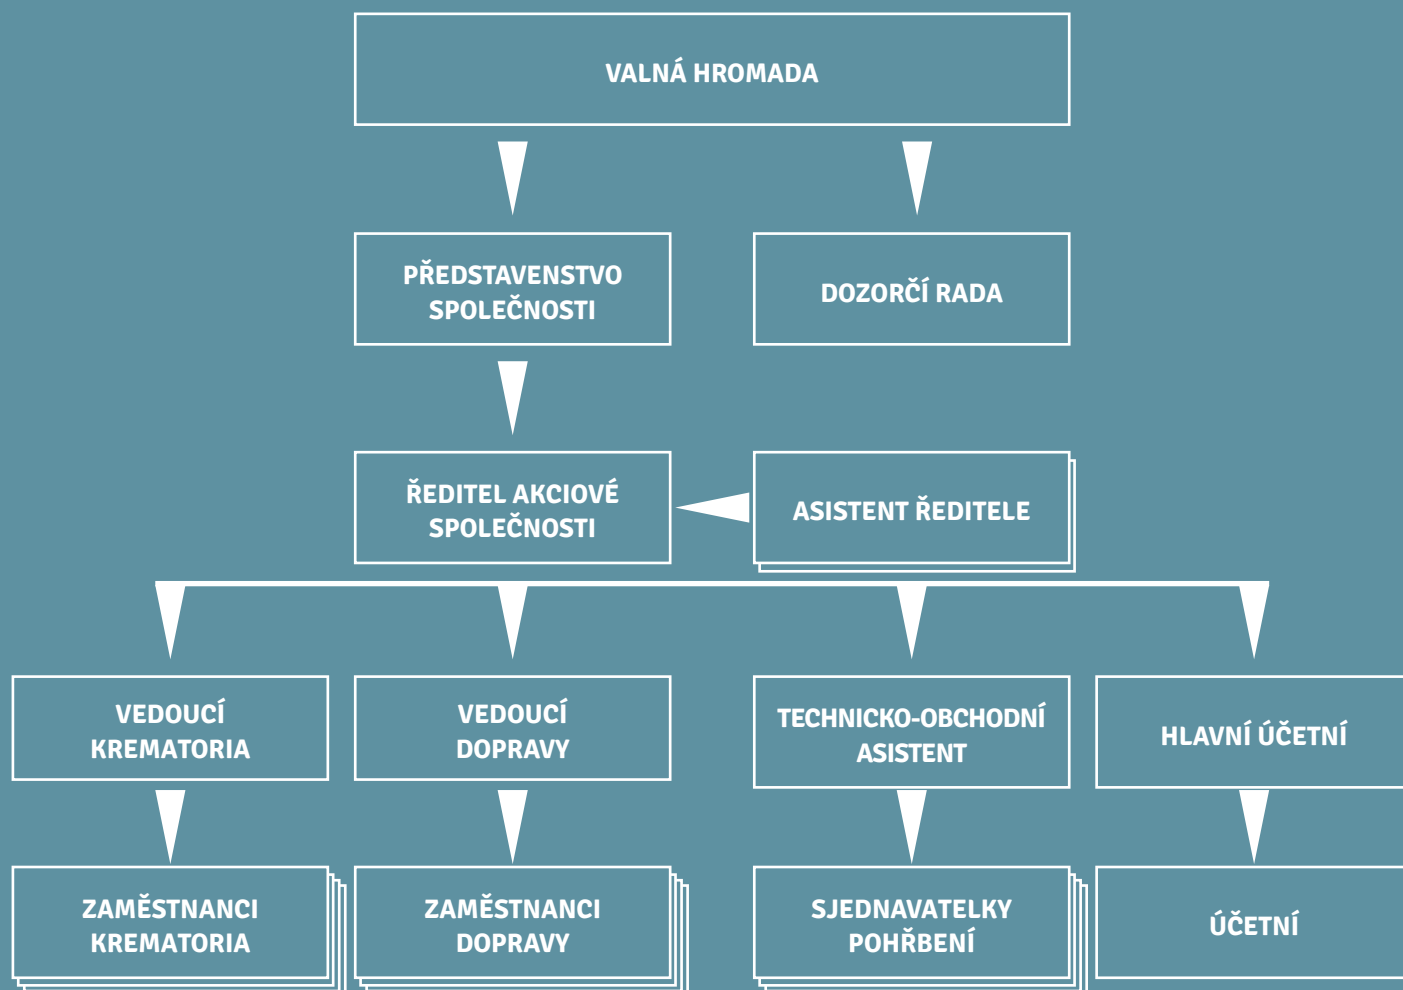 VALNÁ HROMADA
PŘEDSTAVENSTVO
SPOLEČNOSTI
DOZORČÍ RADA
ŘEDITEL AKCIOVÉ
SPOLEČNOSTI
ASISTENT ŘEDITELE
VEDOUCÍ
KREMATORIA
VEDOUCÍ
DOPRAVY
TECHNICKO-OBCHODNÍ
ASISTENT
HLAVNÍ ÚČETNÍ
ZAMĚSTNANCI
KREMATORIA
ZAMĚSTNANCI
DOPRAVY
SJEDNAVATELKY
POHŘBENÍ
ÚČETNÍ